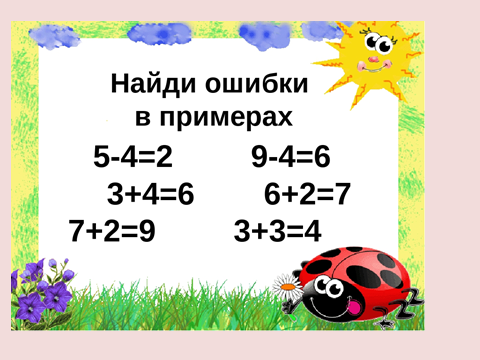 Найди ошибки
в примерах
5-4=2 9-4=6
3+4=6 6+2=7
7+2=9 3+3=4